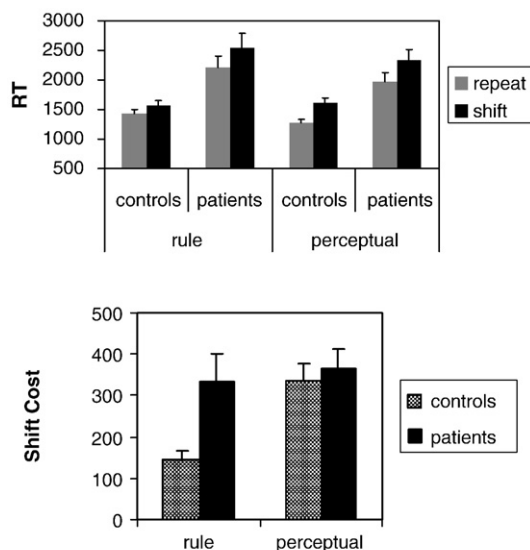 3000
2500
2000
1500
1000
500
RT
repeat
shift
controls patients controls patients
rule perceptual
500
400
300
200
100
0
Shift Cost
controls
patients
rule perceptual